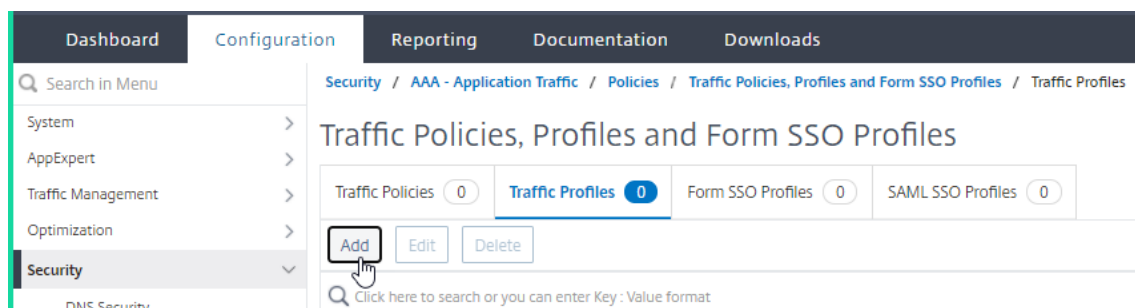 Dashboard Configuration Reporting Documentation Downloads
Search in Menu
Security / AAA - Application Traffic / Policies / Traffic Policies, Profiles and Form SSO Profiles / Traffic Profiles
System
AppExpert
Traffic Management
Optimization
Security
DNS Security
Traffic Policies, Profiles and Form SSO Profiles
Traffic Policies 0 Traffic Profiles 0 Form SSO Profiles 0 SAML SSO Profiles 0
Add Edit Delete
Click here to search or you can enter Key : Value format